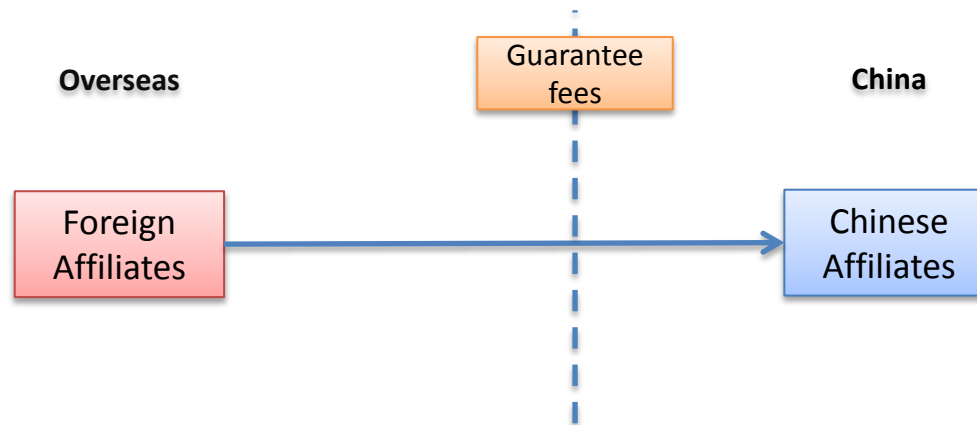 Overseas
Guarantee
fees
China
Foreign
Affiliates
Chinese
Affiliates